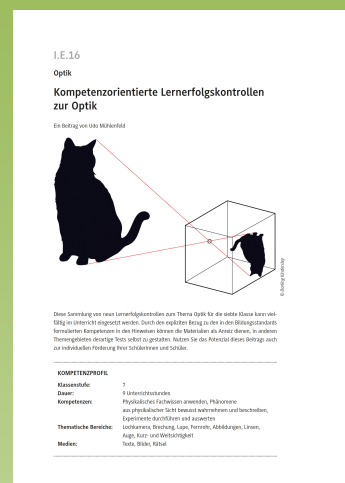 I.E.16
Optik
Kompetenzorientierte Lernerfolgskontrollen
zur Optik
Ein Beitrag von Udo Mühlenfeld
© Dorling Kindersley
Diese Sammlung von neun Lernerfolgskontrollen zum Thema Optik für die siebte Klasse kann viel-
fältig im Unterricht eingesetzt werden. Durch den expliziten Bezug zu den in den Bildungsstandards
formulierten Kompetenzen in den Hinweisen können die Materialien als Anreiz dienen, in anderen
Themengebieten derartige Tests selbst zu gestalten. Nutzen Sie das Potenzial dieses Beitrags auch
zur individuellen Förderung Ihrer Schülerinnen und Schüler.
KOMPETENZPROFIL
Klassenstufe: 7
Dauer: 9 Unterrichtsstunden
Kompetenzen: Physikalisches Fachwissen anwenden, Phänomene
aus physikalischer Sicht bewusst wahrnehmen und beschreiben,
Experimente durchführen und auswerten
Thematische Bereiche: Lochkamera, Brechung, Lupe, Fernrohr, Abbildungen, Linsen,
Auge, Kurz- und Weitsichtigkeit
Medien: Texte, Bilder, Rätsel